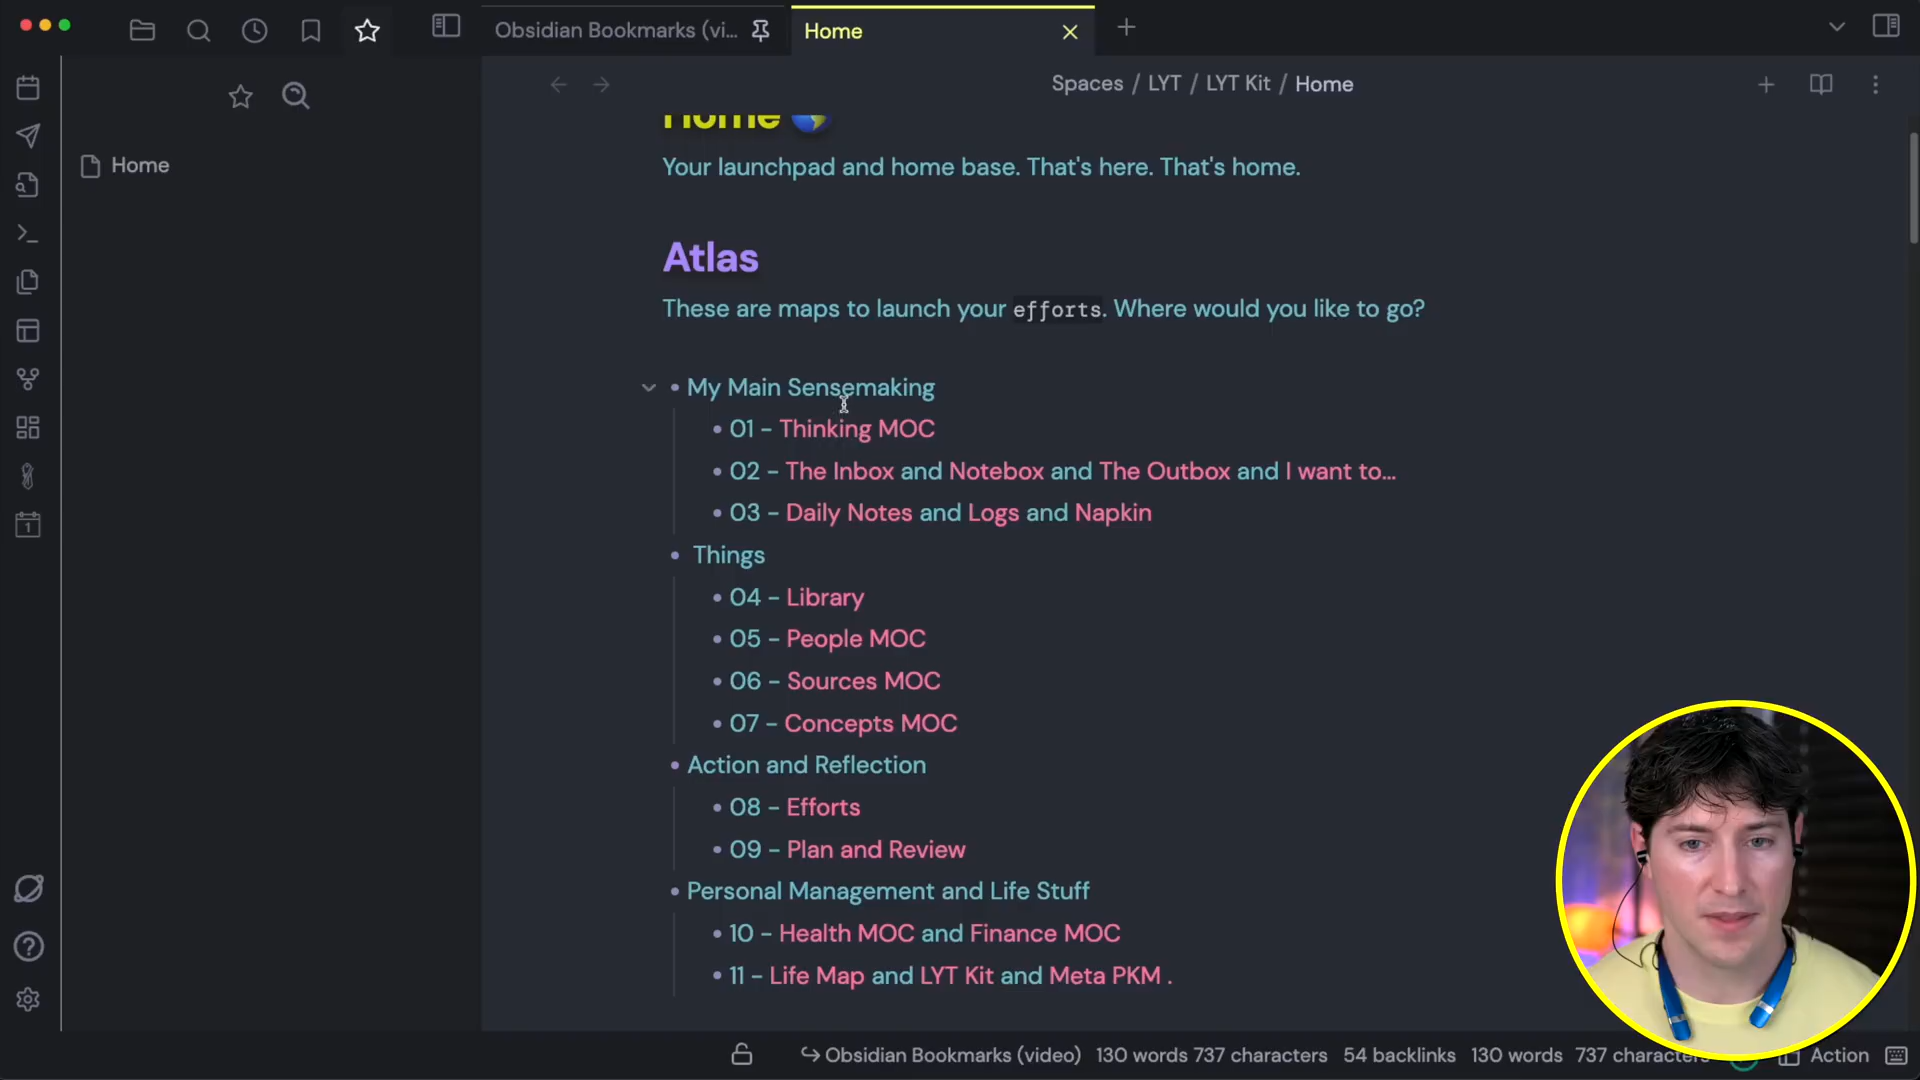 Obsidian Bookmarks (vi...
Home
Spaces / LYT / LYT Kit / Home
Home
Home
Your launchpad and home base. That's here. That's home.
Atlas
These are maps to launch your efforts. Where would you like to go?
My Main Sensemaking
01 – Thinking MOC
02 – The Inbox and Notebox and The Outbox and I want to...
03 – Daily Notes and Logs and Napkin
Things
04 – Library
05 – People MOC
06 – Sources MOC
07 – Concepts MOC
Action and Reflection
08 – Efforts
09 – Plan and Review
Personal Management and Life Stuff
10 – Health MOC and Finance MOC
11 – Life Map and LYT Kit and Meta PKM .
1
Obsidian Bookmarks (video) 130 words 737 characters 54 backlinks 130 words 737 characters Action